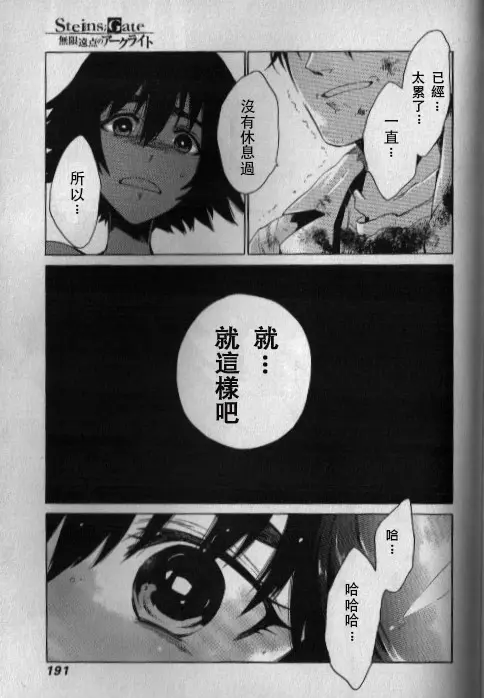 Steins;Gate
無限遠点のアークライト
已經…
太累了…
一直…
沒有休息過
所以…
就…
就這樣吧
哈…
哈哈哈…
191